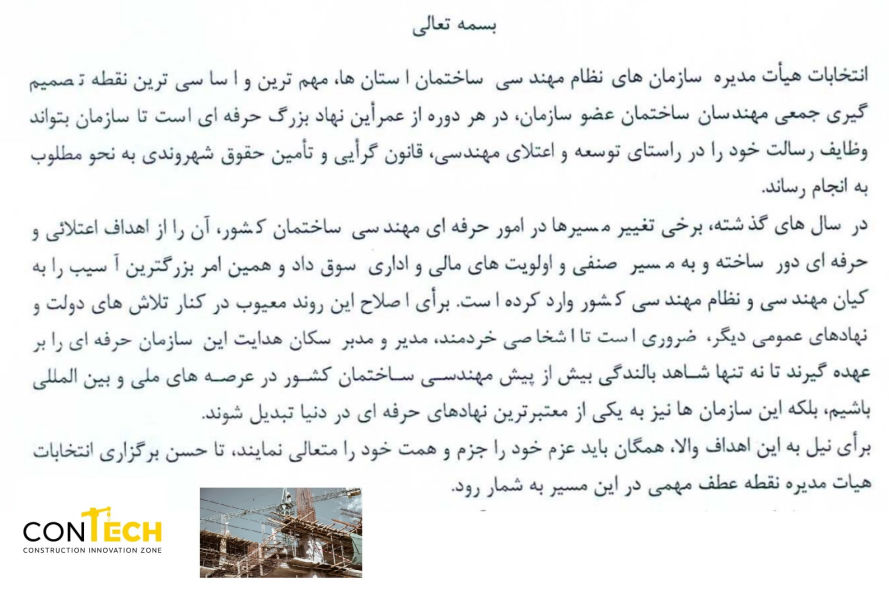 بسمه تعالی
انتخابات هیأت مدیره سازمان های نظام مهندسی ساختمان استان ها، مهم ترین و اساسی ترین نقطه تصمیم
گیری جمعی مهندسان ساختمان عضو سازمان، در هر دوره از عمرأین نهاد بزرگ حرفه ای است تا سازمان بتواند
وظایف رسالت خود را در راستای توسعه و اعتلای مهندسی، قانون گرأیی و تأمین حقوق شهروندی به نحو مطلوب
به انجام رساند.
در سال های گذشته، برخی تغییر مسیرها در امور حرفه ای مهندسی ساختمان کشور، آن را از اهداف اعتلائی و
حرفه ای دور ساخته و به مسیر صنفی و اولویت های مالی و اداری سوق داد و همین امر بزرگترین آسیب را به
کیان مهندسی و نظام مهندسی کشور وارد کرده است. برأی اصلاح این روند معیوب در کنار تلاش های دولت و
نهادهای عمومی دیگر، ضروری است تا اشخاصی خردمند، مدیر و مدبر سکان هدایت این سازمان حرفه ای را بر
عهده گیرند تا نه تنها شاهد بالندگی بیش از پیش مهندسی ساختمان کشور در عرصه های ملی و بین المللی
باشیم، بلکه این سازمان ها نیز به یکی از معتبرترین نهادهای حرفه ای در دنیا تبدیل شوند.
برأی نیل به این اهداف والا، همگان باید عزم خود را جزم و همت خود را متعالی نمایند، تا حسن برگزاری انتخابات
هیات مدیره نقطه عطف مهمی در این مسیر به شمار رود.
CONTECH
CONSTRUCTION INNOVATION ZONE